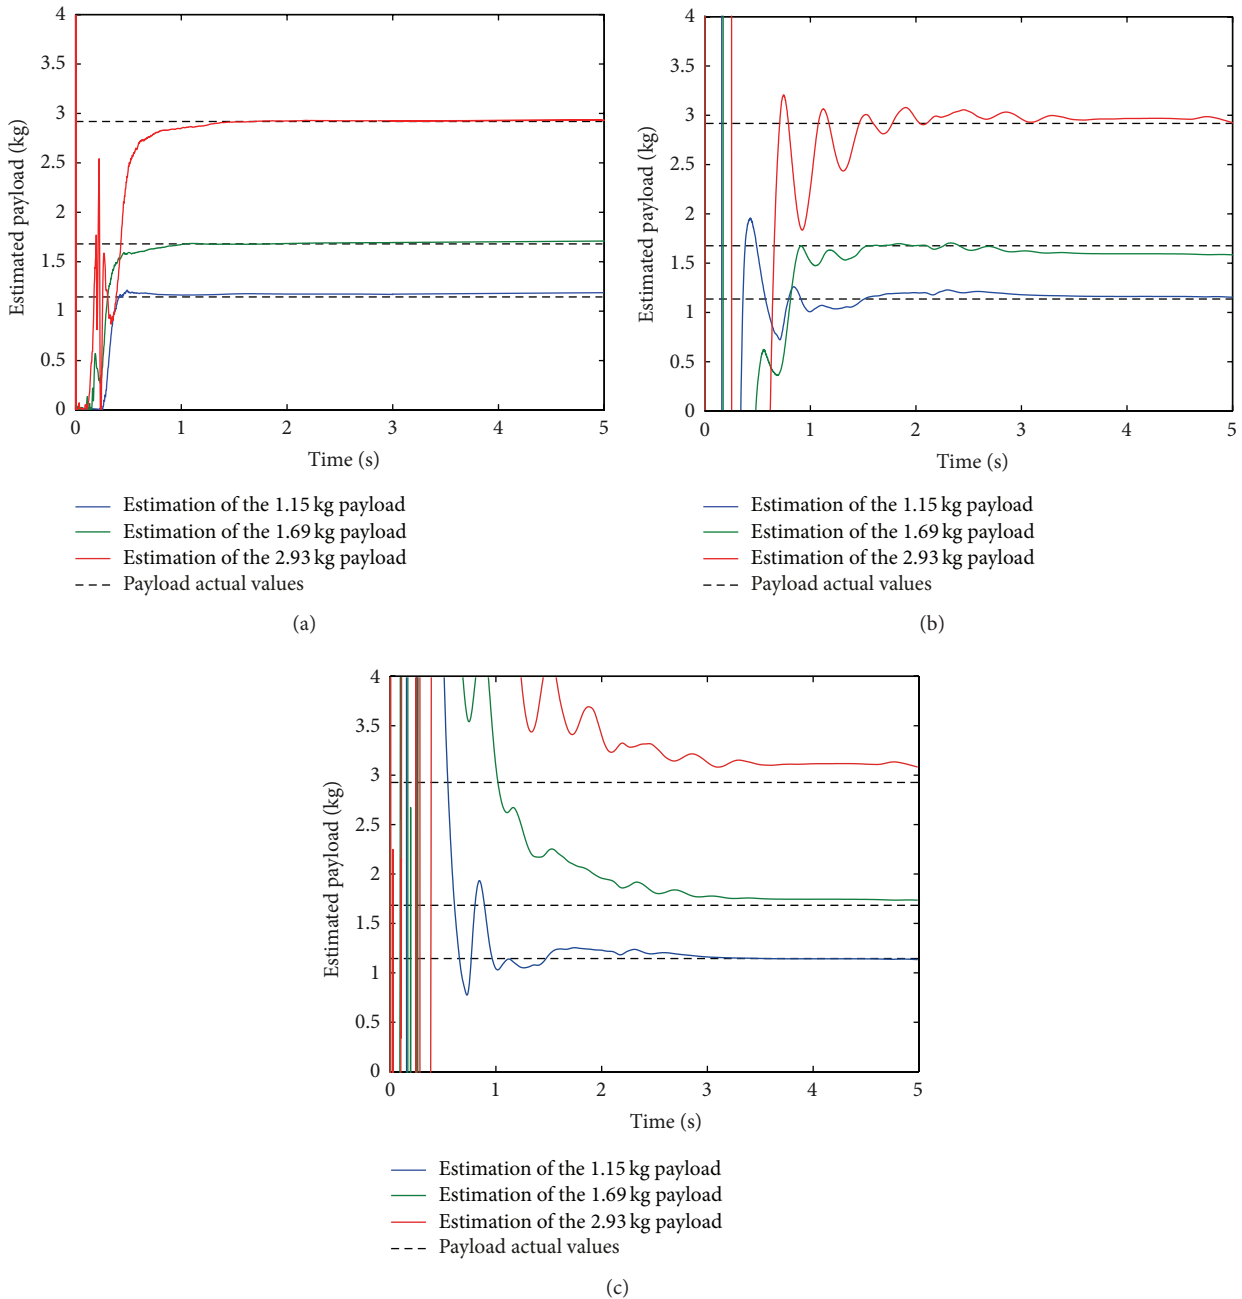 4
3.5
3
2.5
2
1.5
1
0.5
0
0 1 2 3 4 5
Estimated payload (kg)
Time (s)
Estimation of the 1.15 kg payload
Estimation of the 1.69 kg payload
Estimation of the 2.93 kg payload
Payload actual values
(a)
4
3.5
3
2.5
2
1.5
1
0.5
0
0 1 2 3 4 5
Estimated payload (kg)
Time (s)
Estimation of the 1.15 kg payload
Estimation of the 1.69 kg payload
Estimation of the 2.93 kg payload
Payload actual values
(b)
4
3.5
3
2.5
2
1.5
1
0.5
0
0 1 2 3 4 5
Estimated payload (kg)
Time (s)
Estimation of the 1.15 kg payload
Estimation of the 1.69 kg payload
Estimation of the 2.93 kg payload
Payload actual values
(c)